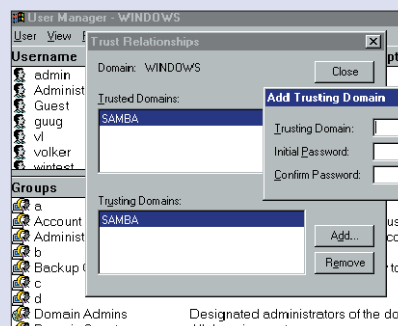 User Manager - WINDOWS
User View
Username
admin
Administ
Guest
guug
vl
volker
wintest
Groups
a
Account
Administ
b
Backup
c
d
Domain Admins Designated administrators of the do
Trust Relationships
Domain: WINDOWS
Close
Trusted Domains:
SAMBA
Trusting Domains:
SAMBA
Add...
Remove
Add Trusting Domain
Trusting Domain:
Initial Password:
Confirm Password: